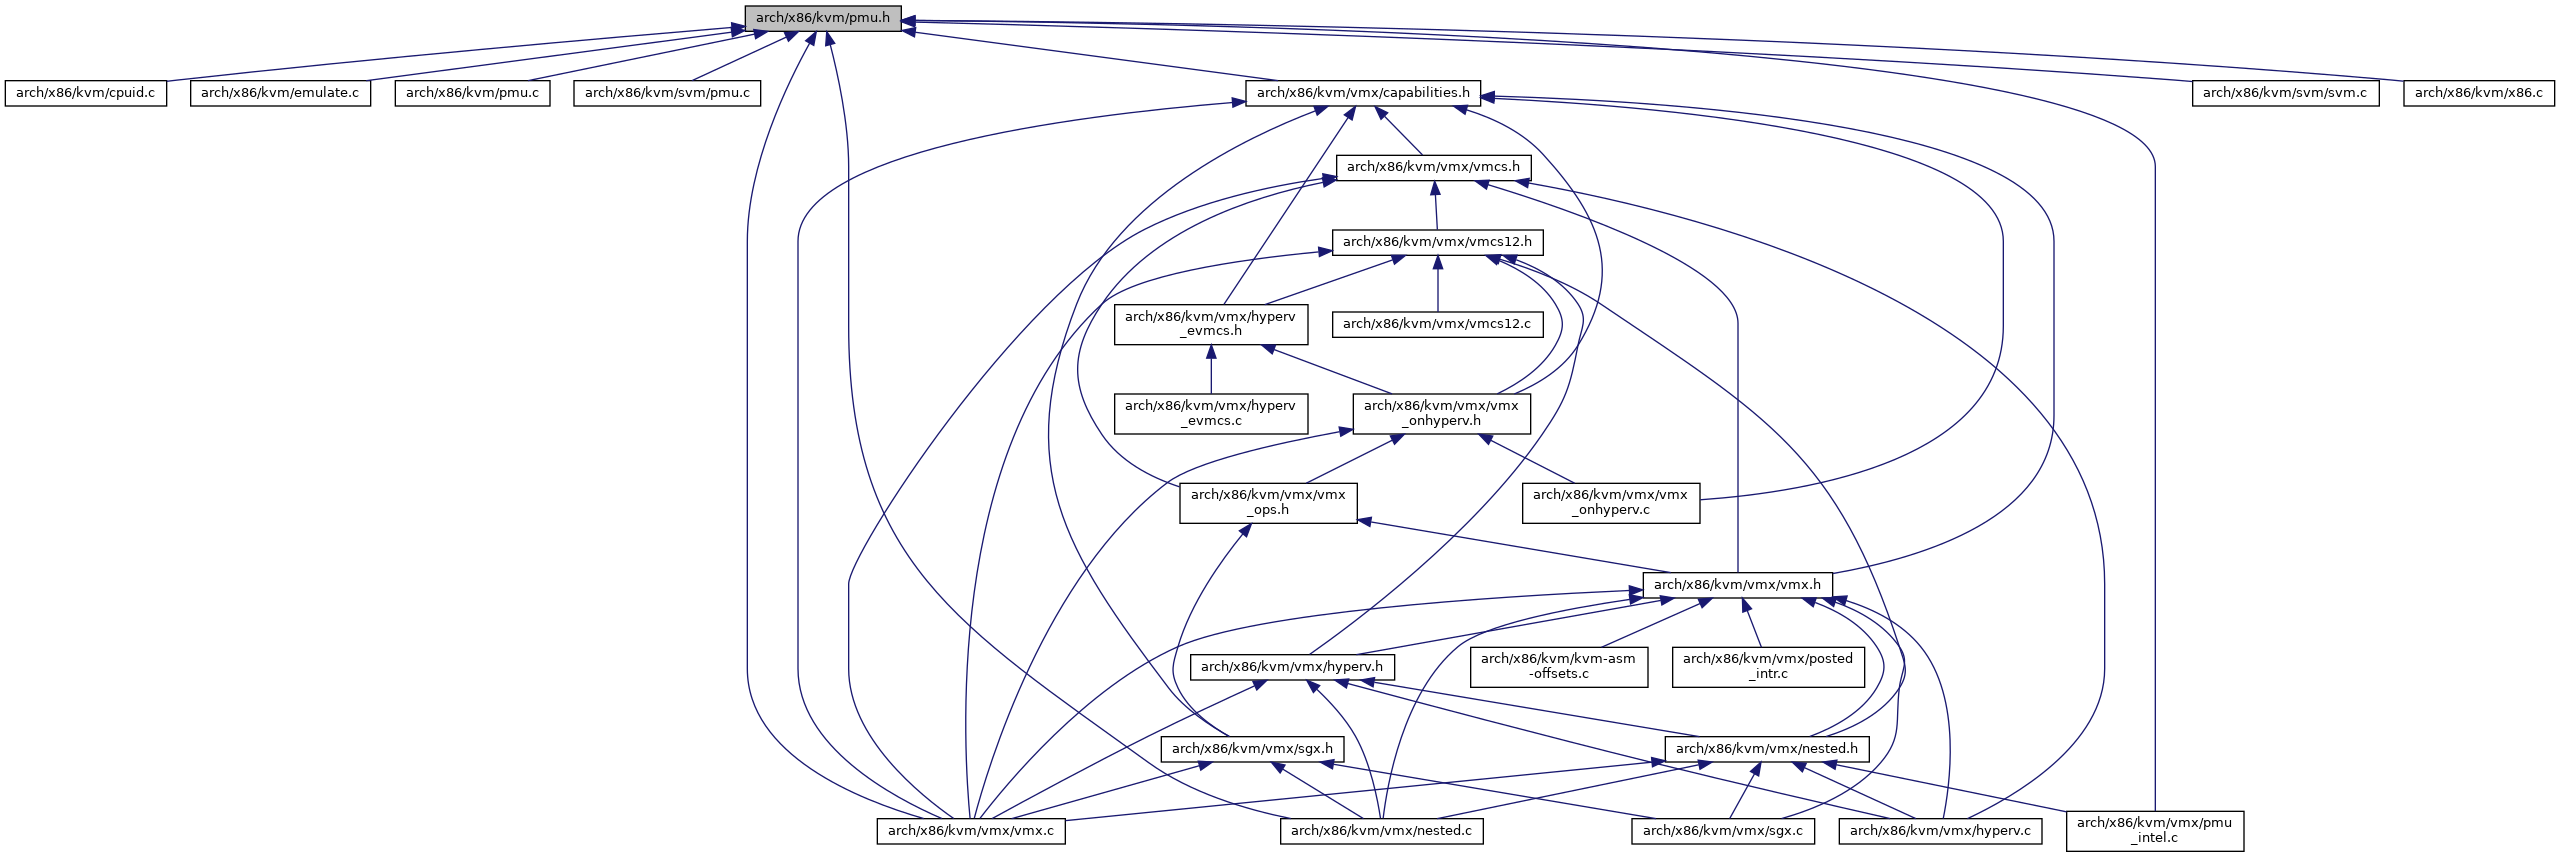 arch/x86/kvm/pmu.h
arch/x86/kvm/cpuid.c
arch/x86/kvm/emulate.c
arch/x86/kvm/pmu.c
arch/x86/kvm/svm/pmu.c
arch/x86/kvm/vmx/capabilities.h
arch/x86/kvm/svm/svm.c
arch/x86/kvm/x86.c
arch/x86/kvm/vmx/vmcs.h
arch/x86/kvm/vmx/vmcs12.h
arch/x86/kvm/vmx/hyperv
_evmcs.h
arch/x86/kvm/vmx/vmcs12.c
arch/x86/kvm/vmx/hyperv
_evmcs.c
arch/x86/kvm/vmx/vmx
_onhyperv.h
arch/x86/kvm/vmx/vmx
_ops.h
arch/x86/kvm/vmx/vmx
_onhyperv.c
arch/x86/kvm/vmx/vmx.h
arch/x86/kvm/vmx/hyperv.h
arch/x86/kvm/kvm-asm
-offsets.c
arch/x86/kvm/vmx/posted
_intr.c
arch/x86/kvm/vmx/sgx.h
arch/x86/kvm/vmx/nested.h
arch/x86/kvm/vmx/vmx.c
arch/x86/kvm/vmx/nested.c
arch/x86/kvm/vmx/sgx.c
arch/x86/kvm/vmx/hyperv.c
arch/x86/kvm/vmx/pmu
_intel.c